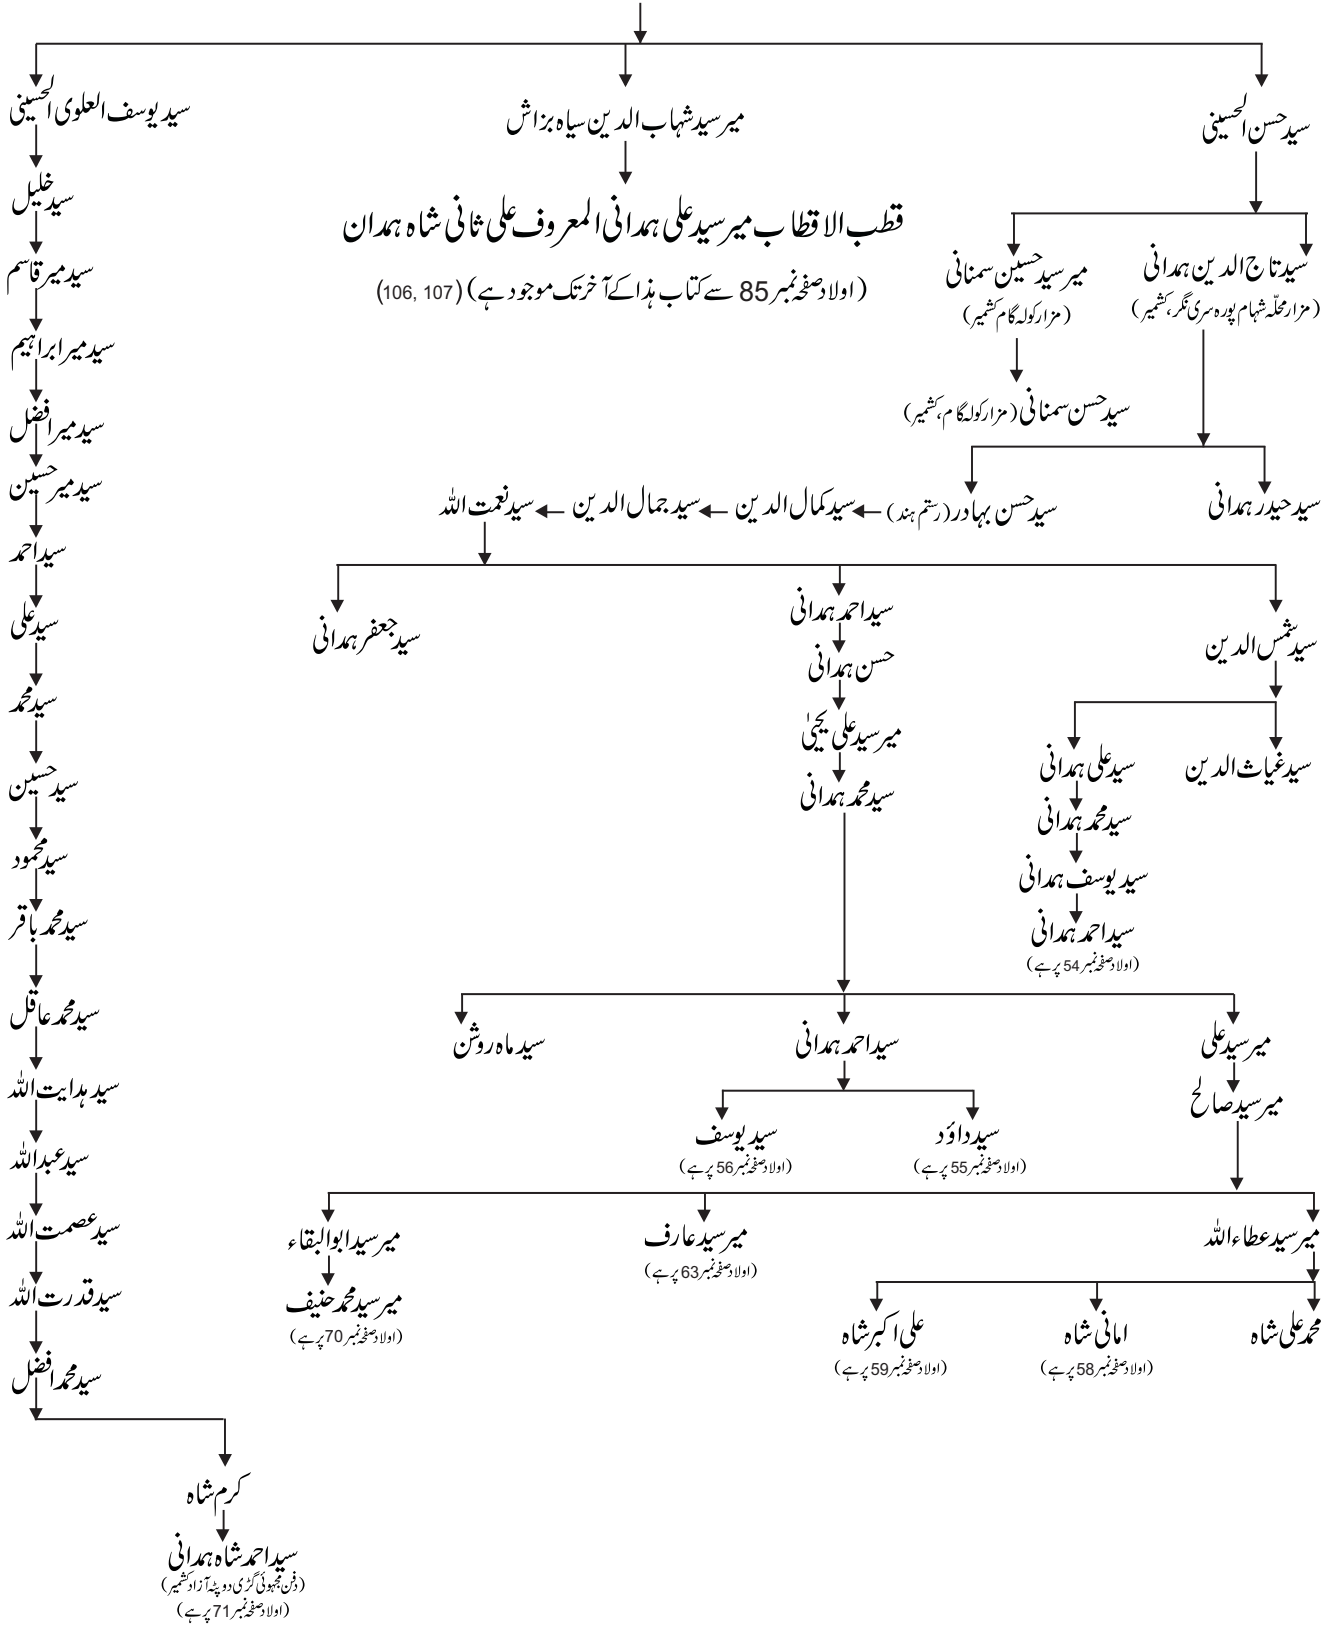 سید حسن الحسینی
میر سید شہاب الدین سیاہ بزاش
سید یوسف العلوی الحسینی
قطب الاقطاب میر سید علی ہمدانی المعروف علی ثانی شاہ ہمدان
(اولاد صفحہ نمبر 85 سے کتاب ہذا کے آخر تک موجود ہے) (106, 107)
سید تاج الدین ہمدانی
(مزار محلّہ شہام پورہ سری نگر، کشمیر)
میر سید حسین سمنانی
(مزار کولہ گام کشمیر)
سید حسن سمنانی (مزار کولہ گام، کشمیر)
سید حیدر ہمدانی
سید حسن بہادر (رستم ہند)
سید کمال الدین
سید جمال الدین
سید نعمت اللہ
سید شمس الدین
سید احمد ہمدانی
سید جعفر ہمدانی
حسن ہمدانی
میر سید علی یحییٰ
سید محمد ہمدانی
سید غیاث الدین
سید علی ہمدانی
سید محمد ہمدانی
سید یوسف ہمدانی
سید احمد ہمدانی
(اولاد صفحہ نمبر 54 پر ہے)
میر سید علی
سید احمد ہمدانی
سید ماہ روشن
میر سید صالح
سید داؤد
(اولاد صفحہ نمبر 55 پر ہے)
سید یوسف
(اولاد صفحہ نمبر 56 پر ہے)
میر سید عطاء اللہ
میر سید عارف
(اولاد صفحہ نمبر 63 پر ہے)
میر سید ابوالبقاء
میر سید محمد حنیف
(اولاد صفحہ نمبر 70 پر ہے)
محمد علی شاہ
امانی شاہ
(اولاد صفحہ نمبر 58 پر ہے)
علی اکبر شاہ
(اولاد صفحہ نمبر 59 پر ہے)
سید خلیل
سید میر قاسم
سید میر ابراہیم
سید میر افضل
سید میر حسین
سید احمد
سید علی
سید محمد
سید حسین
سید محمود
سید محمد باقر
سید محمد عاقل
سید ہدایت اللہ
سید عبداللہ
سید عصمت اللہ
سید قدرت اللہ
سید محمد افضل
کرم شاہ
سید احمد شاہ ہمدانی
(دفن مجہوئی گڑی دوپٹہ آزاد کشمیر)
(اولاد صفحہ نمبر 71 پر ہے)